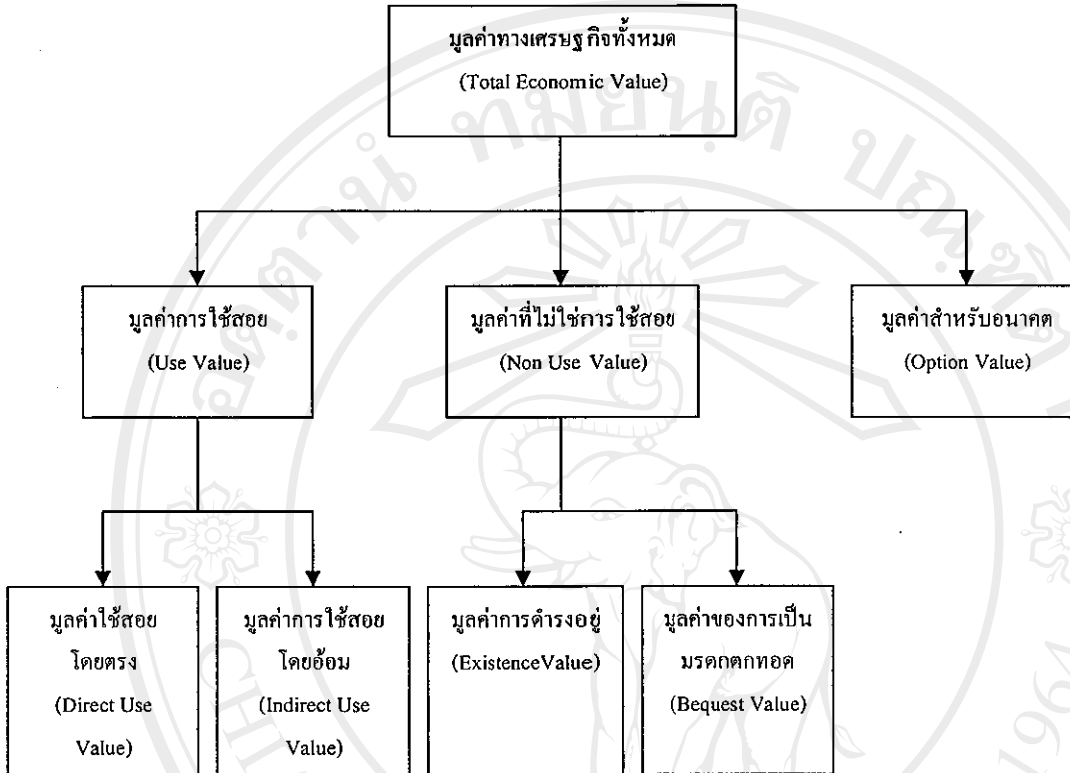 มูลค่าทางเศรษฐกิจทั้งหมด
(Total Economic Value)
มูลค่าการใช้สอย
(Use Value)
มูลค่าที่ไม่ใช่การใช้สอย
(Non Use Value)
มูลค่าสำหรับอนาคต
(Option Value)
มูลค่าใช้สอย
โดยตรง
(Direct Use
Value)
มูลค่าการใช้สอย
โดยอ้อม
(Indirect Use
Value)
มูลค่าการดำรงอยู่
(ExistenceValue)
มูลค่าของการเป็น
มรดกตกทอด
(Bequest Value)
1964